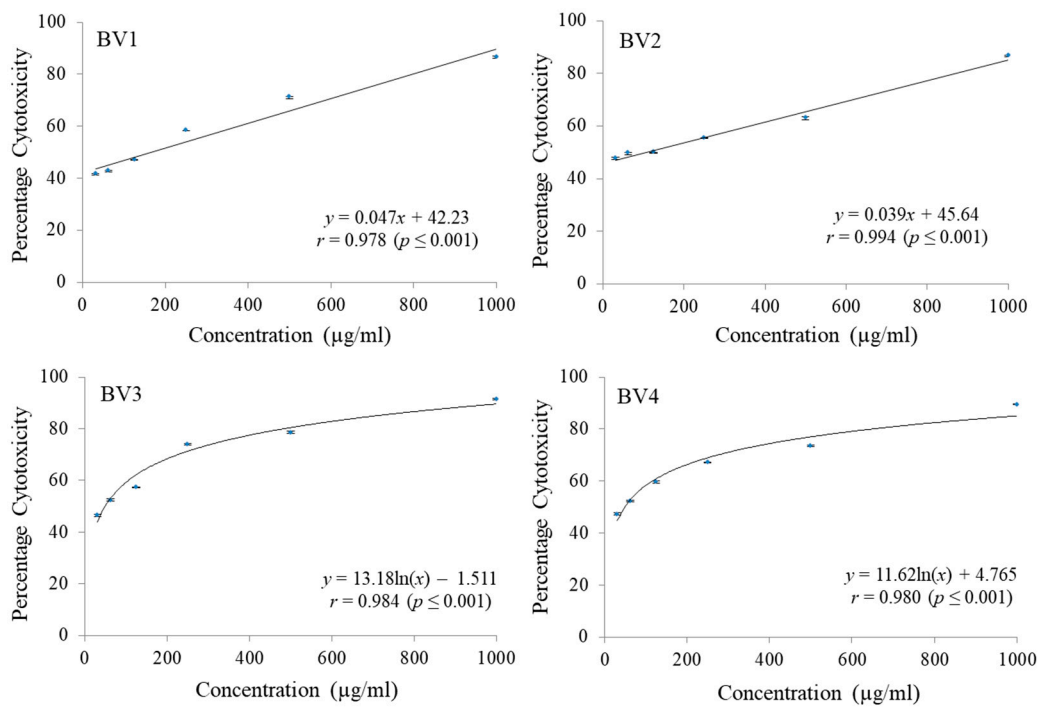 BV1
Percentage Cytotoxicity
100
80
60
40
20
0
y = 0.047x + 42.23
r = 0.978 (p ≤ 0.001)
0 200 400 600 800 1000
Concentration (µg/ml)
BV2
Percentage Cytotoxicity
100
80
60
40
20
0
y = 0.039x + 45.64
r = 0.994 (p ≤ 0.001)
0 200 400 600 800 1000
Concentration (µg/ml)
BV3
Percentage Cytotoxicity
100
80
60
40
20
0
y = 13.18ln(x) − 1.511
r = 0.984 (p ≤ 0.001)
0 200 400 600 800 1000
Concentration (µg/ml)
BV4
Percentage Cytotoxicity
100
80
60
40
20
0
y = 11.62ln(x) + 4.765
r = 0.980 (p ≤ 0.001)
0 200 400 600 800 1000
Concentration (µg/ml)